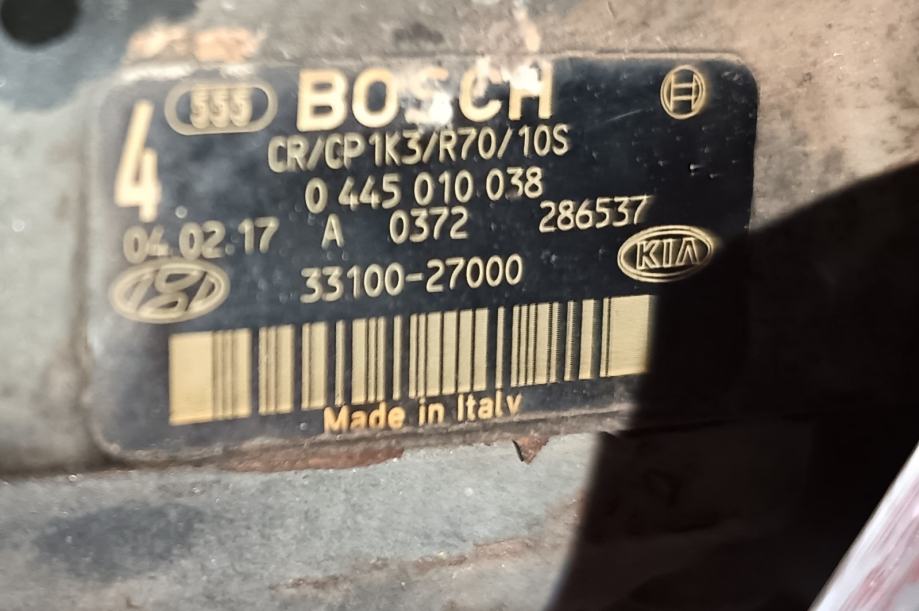 555 BOSCH
4
CR/CP1K3/R70/10S
0 445 010 038
04.02.17 A 0372 286537
KIA
33100-27000
Made in Italy